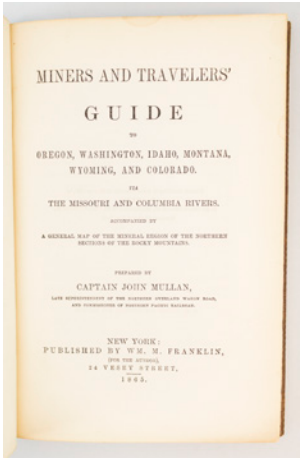 MINERS AND TRAVELERS'
GUIDE
TO
OREGON, WASHINGTON, IDAHO, MONTANA,
WYOMING, AND COLORADO.
VIA
THE MISSOURI AND COLUMBIA RIVERS.
ACCOMPANIED BY
A GENERAL MAP OF THE MINERAL REGION OF THE NORTHERN
SECTIONS OF THE ROCKY MOUNTAINS.
PREPARED BY
CAPTAIN JOHN MULLAN,
LATE SUPERINTENDENT OF THE NORTHERN OVERLAND WAGON ROAD,
AND COMMISSIONER OF NORTHERN PACIFIC RAILROAD.
NEW YORK:
PUBLISHED BY WM. M. FRANKLIN,
(FOR THE AUTHOR),
24 VESEY STREET,
1865.